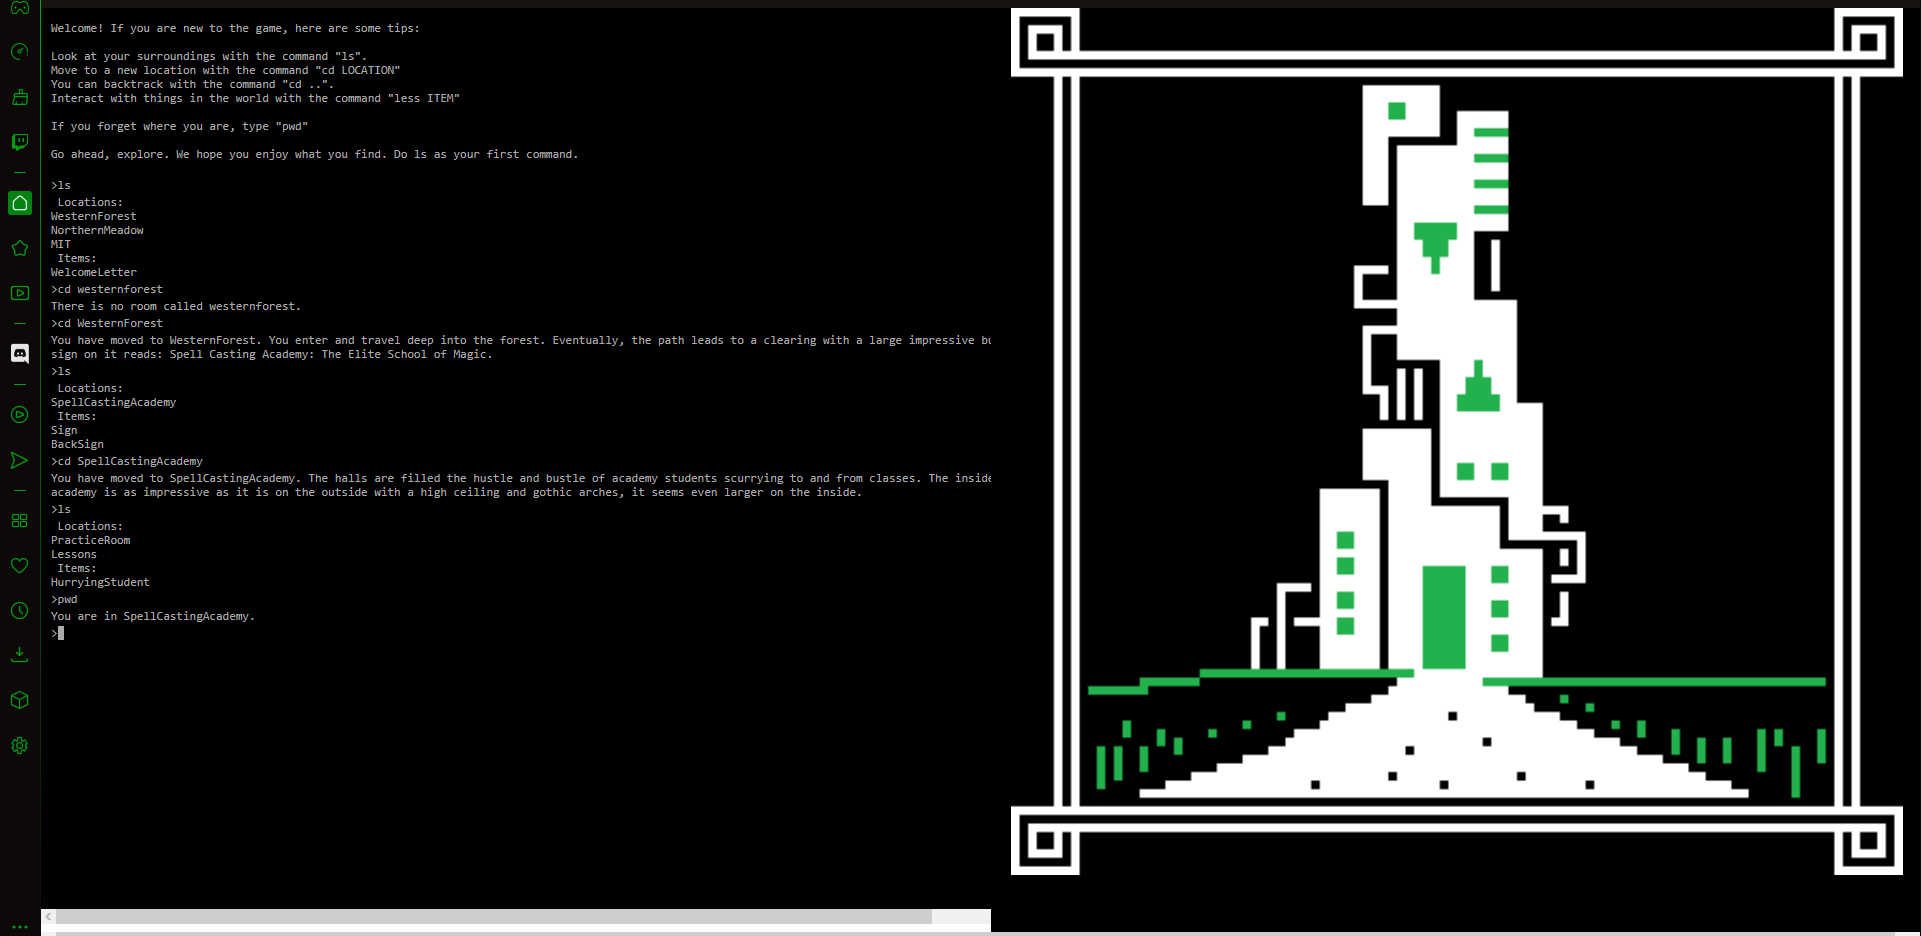 Welcome! If you are new to the game, here are some tips:
Look at your surroundings with the command "ls".
Move to a new location with the command "cd LOCATION"
You can backtrack with the command "cd ..".
Interact with things in the world with the command "less ITEM"
If you forget where you are, type "pwd"
Go ahead, explore. We hope you enjoy what you find. Do ls as your first command.
>ls
Locations:
WesternForest
NorthernMeadow
MIT
Items:
WelcomeLetter
>cd westernforest
There is no room called westernforest.
>cd WesternForest
You have moved to WesternForest. You enter and travel deep into the forest. Eventually, the path leads to a clearing with a large impressive bu
sign on it reads: Spell Casting Academy: The Elite School of Magic.
>ls
Locations:
SpellCastingAcademy
Items:
Sign
BackSign
>cd SpellCastingAcademy
You have moved to SpellCastingAcademy. The halls are filled the hustle and bustle of academy students scurrying to and from classes. The inside
academy is as impressive as it is on the outside with a high ceiling and gothic arches, it seems even larger on the inside.
>ls
Locations:
PracticeRoom
Lessons
Items:
HurryingStudent
>pwd
You are in SpellCastingAcademy.
>